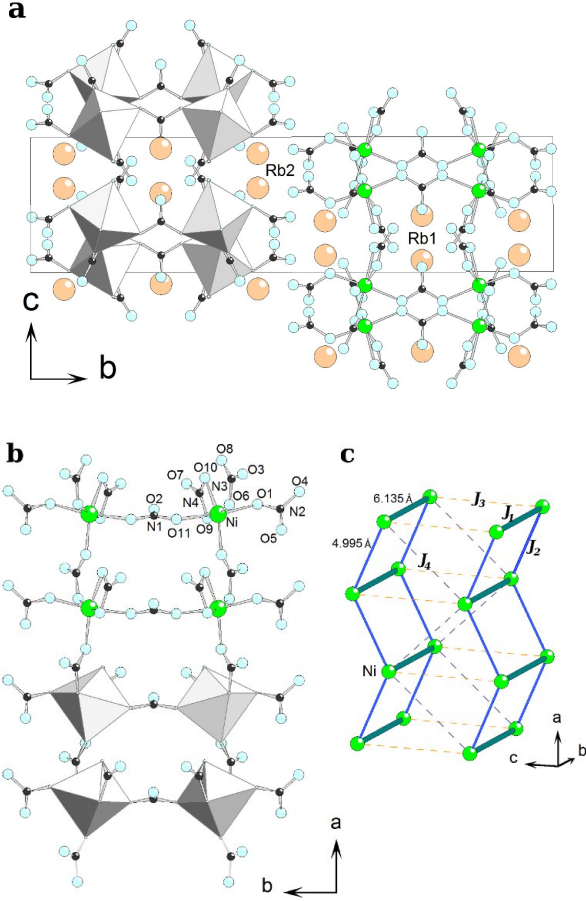 a
Rb2
Rb1
c
b
b
O8
O10
O7
N3
O3
O4
N4
O6
O1
O2
N2
N1
Ni
O11
O9
O5
a
b
c
6.135 Å
J3
J1
4.995 Å
J4
J2
Ni
a
c
b